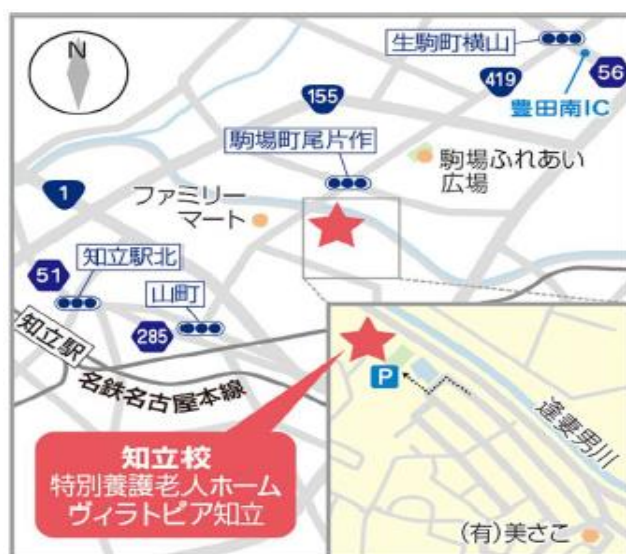 N
生駒町横山
56
419
豊田南IC
155
駒場町尾片作
駒場ふれあい
広場
1
ファミリー
マート
51
知立駅北
山町
285
知立駅
名鉄名古屋本線
P
逢妻男川
知立校
特別養護老人ホーム
ヴィラトピア知立
(有)美さこ